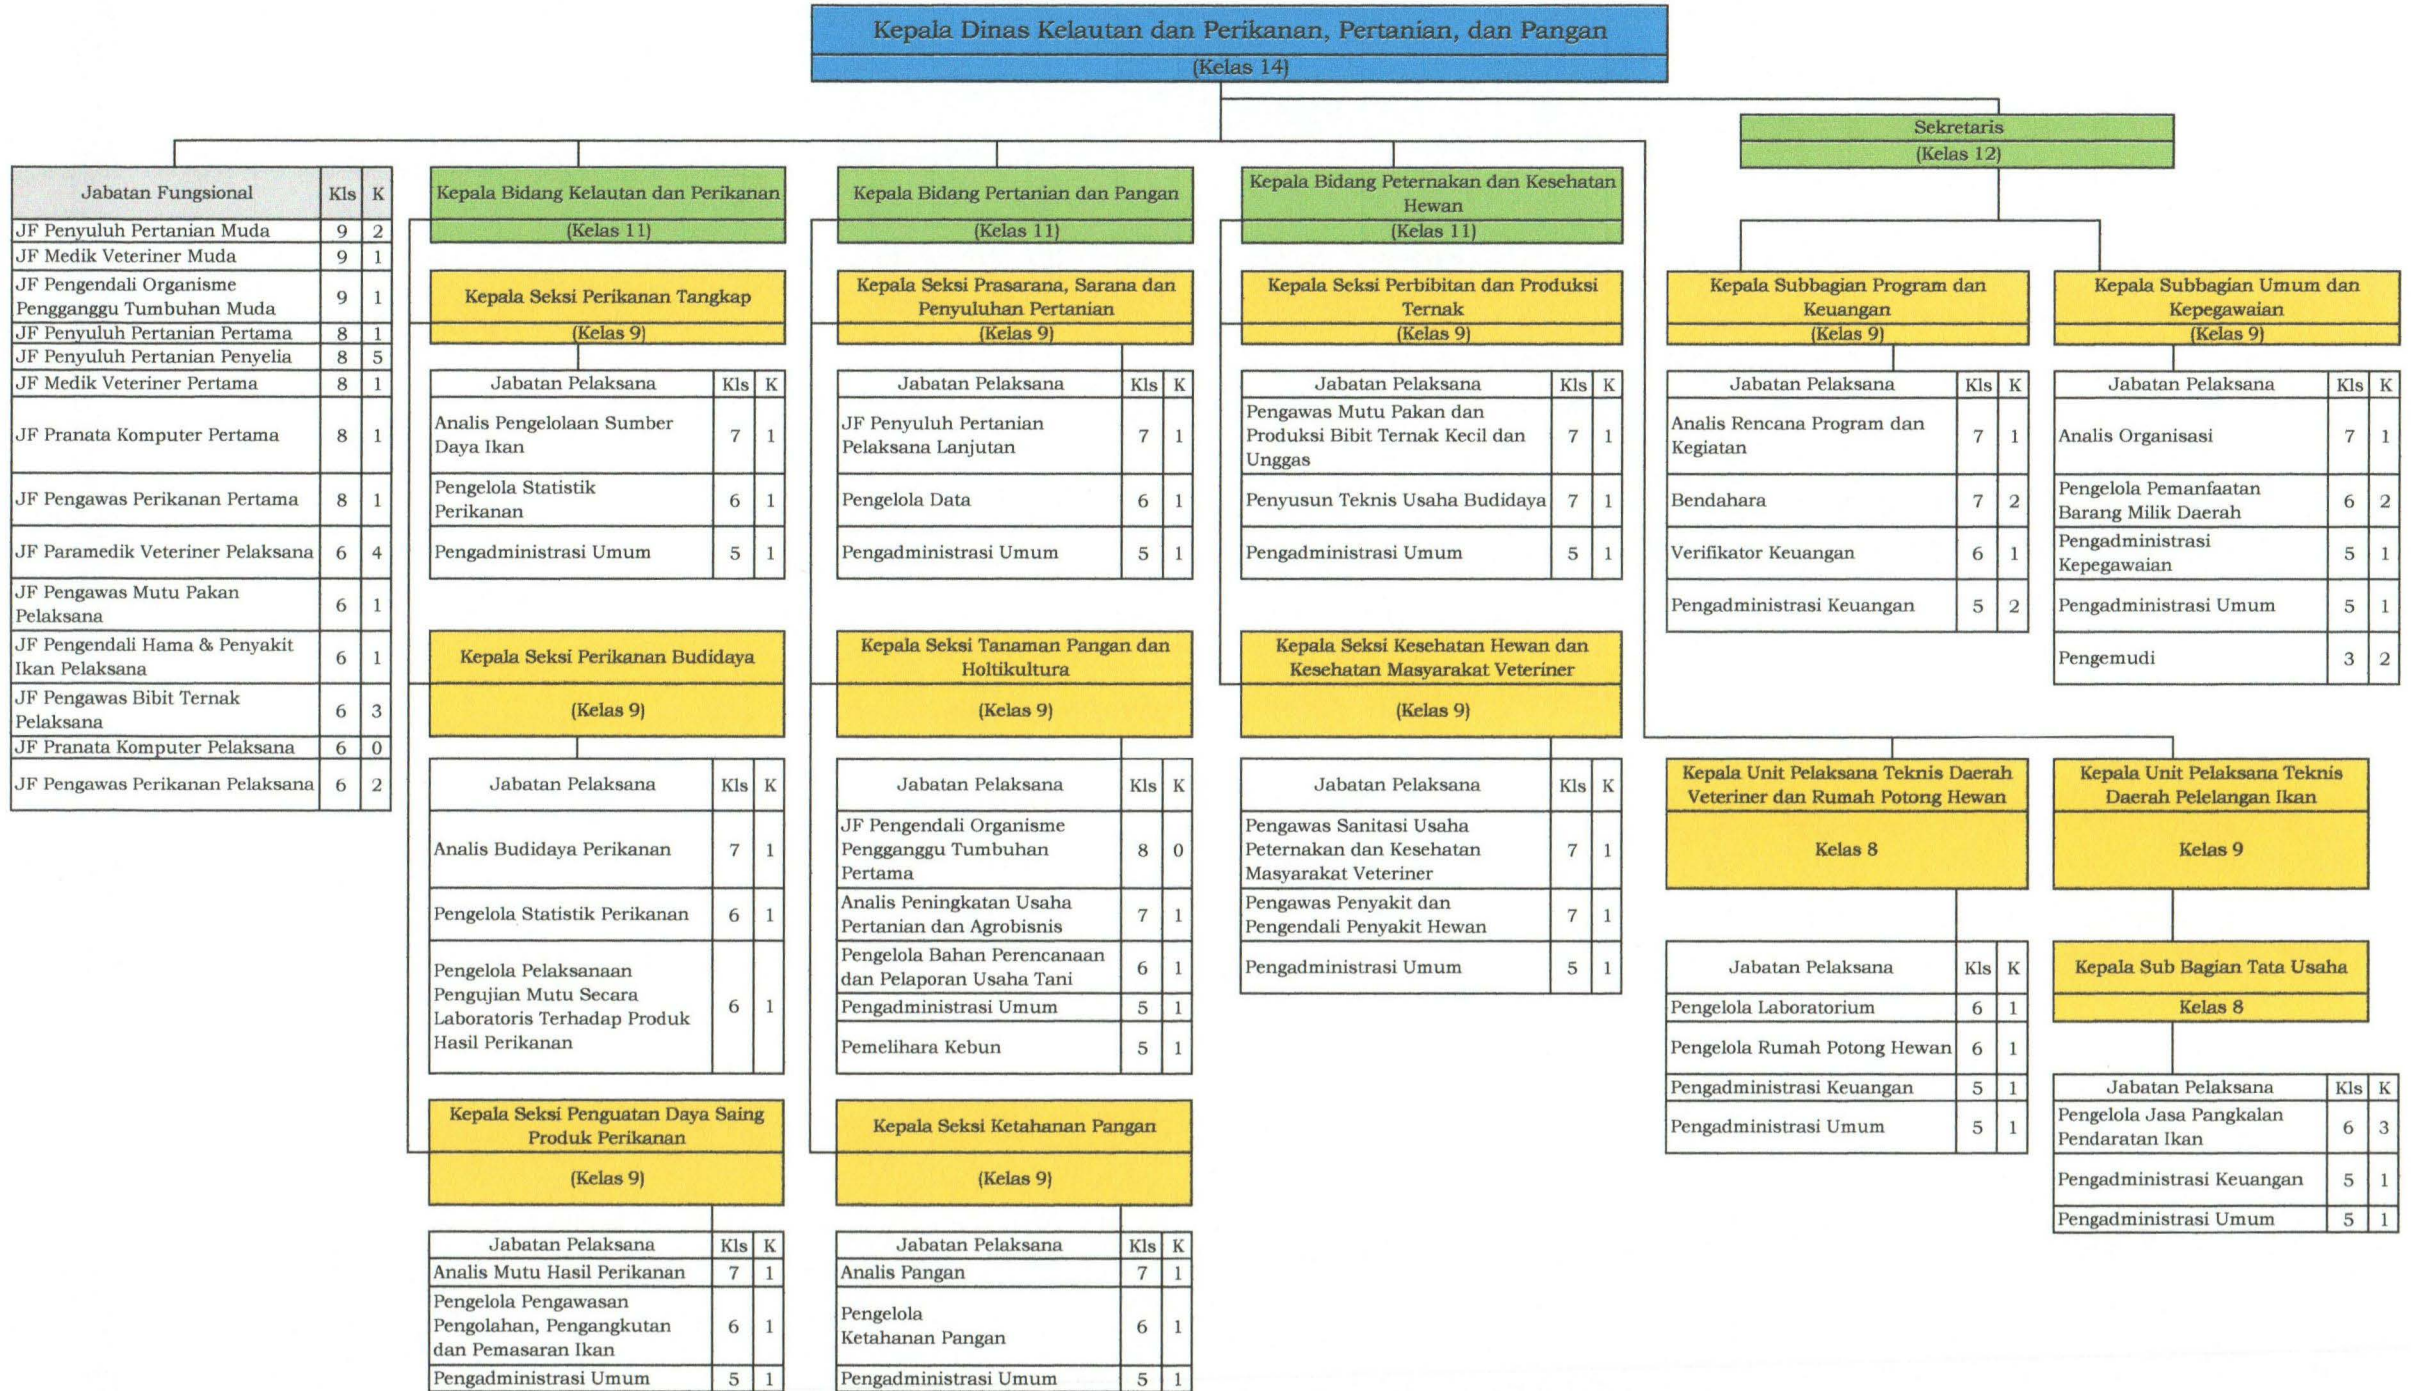 Kepala Dinas Kelautan dan Perikanan, Pertanian, dan Pangan
(Kelas 14)
Sekretaris
(Kelas 12)
Jabatan Fungsional Kls K
JF Penyuluh Pertanian Muda 9 2
JF Medik Veteriner Muda 9 1
JF Pengendali Organisme
Pengganggu Tumbuhan Muda 9 1
JF Penyuluh Pertanian Pertama 8 1
JF Penyuluh Pertanian Penyelia 8 5
JF Medik Veteriner Pertama 8 1
JF Pranata Komputer Pertama 8 1
JF Pengawas Perikanan Pertama 8 1
JF Paramedik Veteriner Pelaksana 6 4
JF Pengawas Mutu Pakan
Pelaksana 6 1
JF Pengendali Hama & Penyakit
Ikan Pelaksana 6 1
JF Pengawas Bibit Ternak
Pelaksana 6 3
JF Pranata Komputer Pelaksana 6 0
JF Pengawas Perikanan Pelaksana 6 2
Kepala Bidang Kelautan dan Perikanan
(Kelas 11)
Kepala Seksi Perikanan Tangkap
(Kelas 9)
Jabatan Pelaksana Kls K
Analis Pengelolaan Sumber
Daya Ikan 7 1
Pengelola Statistik
Perikanan 6 1
Pengadministrasi Umum 5 1
Kepala Seksi Perikanan Budidaya
(Kelas 9)
Jabatan Pelaksana Kls K
Analis Budidaya Perikanan 7 1
Pengelola Statistik Perikanan 6 1
Pengelola Pelaksanaan
Pengujian Mutu Secara
Laboratoris Terhadap Produk
Hasil Perikanan 6 1
Kepala Seksi Penguatan Daya Saing
Produk Perikanan
(Kelas 9)
Jabatan Pelaksana Kls K
Analis Mutu Hasil Perikanan 7 1
Pengelola Pengawasan
Pengolahan, Pengangkutan
dan Pemasaran Ikan 6 1
Pengadministrasi Umum 5 1
Kepala Bidang Pertanian dan Pangan
(Kelas 11)
Kepala Seksi Prasarana, Sarana dan
Penyuluhan Pertanian
(Kelas 9)
Jabatan Pelaksana Kls K
JF Penyuluh Pertanian
Pelaksana Lanjutan 7 1
Pengelola Data 6 1
Pengadministrasi Umum 5 1
Kepala Seksi Tanaman Pangan dan
Holtikultura
(Kelas 9)
Jabatan Pelaksana Kls K
JF Pengendali Organisme
Pengganggu Tumbuhan
Pertama 8 0
Analis Peningkatan Usaha
Pertanian dan Agrobisnis 7 1
Pengelola Bahan Perencanaan
dan Pelaporan Usaha Tani 6 1
Pengadministrasi Umum 5 1
Pemelihara Kebun 5 1
Kepala Seksi Ketahanan Pangan
(Kelas 9)
Jabatan Pelaksana Kls K
Analis Pangan 7 1
Pengelola
Ketahanan Pangan 6 1
Pengadministrasi Umum 5 1
Kepala Bidang Peternakan dan Kesehatan
Hewan
(Kelas 11)
Kepala Seksi Perbibitan dan Produksi
Ternak
(Kelas 9)
Jabatan Pelaksana Kls K
Pengawas Mutu Pakan dan
Produksi Bibit Ternak Kecil dan
Unggas 7 1
Penyusun Teknis Usaha Budidaya 7 1
Pengadministrasi Umum 5 1
Kepala Seksi Kesehatan Hewan dan
Kesehatan Masyarakat Veteriner
(Kelas 9)
Jabatan Pelaksana Kls K
Pengawas Sanitasi Usaha
Peternakan dan Kesehatan
Masyarakat Veteriner 7 1
Pengawas Penyakit dan
Pengendali Penyakit Hewan 7 1
Pengadministrasi Umum 5 1
Kepala Subbagian Program dan
Keuangan
(Kelas 9)
Jabatan Pelaksana Kls K
Analis Rencana Program dan
Kegiatan 7 1
Bendahara 7 2
Verifikator Keuangan 6 1
Pengadministrasi Keuangan 5 2
Kepala Subbagian Umum dan
Kepegawaian
(Kelas 9)
Jabatan Pelaksana Kls K
Analis Organisasi 7 1
Pengelola Pemanfaatan
Barang Milik Daerah 6 2
Pengadministrasi
Kepegawaian 5 1
Pengadministrasi Umum 5 1
Pengemudi 3 2
Kepala Unit Pelaksana Teknis Daerah
Veteriner dan Rumah Potong Hewan
Kelas 8
Jabatan Pelaksana Kls K
Pengelola Laboratorium 6 1
Pengelola Rumah Potong Hewan 6 1
Pengadministrasi Keuangan 5 1
Pengadministrasi Umum 5 1
Kepala Unit Pelaksana Teknis
Daerah Pelelangan Ikan
Kelas 9
Kepala Sub Bagian Tata Usaha
Kelas 8
Jabatan Pelaksana Kls K
Pengelola Jasa Pangkalan
Pendaratan Ikan 6 3
Pengadministrasi Keuangan 5 1
Pengadministrasi Umum 5 1